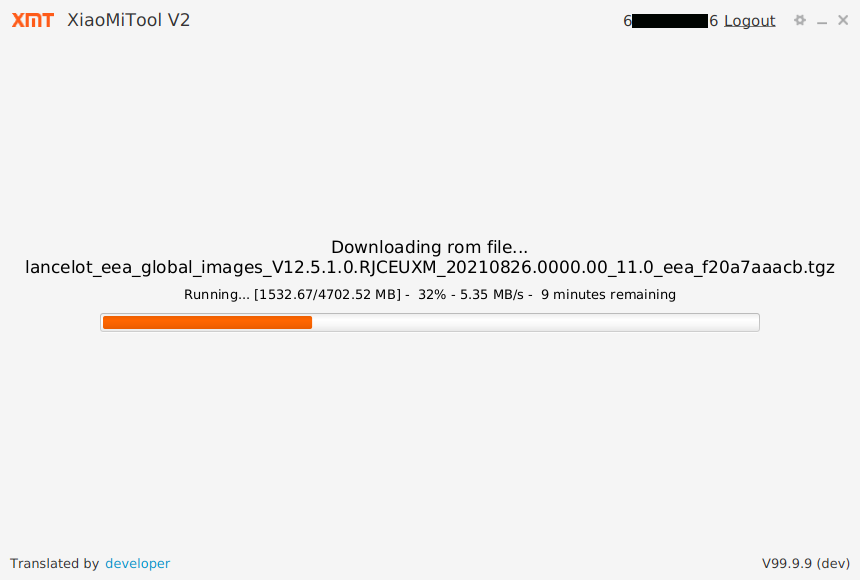 XMT XiaoMiTool V2 6 6 Logout
Downloading rom file...
lancelot_eea_global_images_V12.5.1.0.RJCEUXM_20210826.0000.00_11.0_eea_f20a7aaacb.tgz
Running... [1532.67/4702.52 MB] - 32% - 5.35 MB/s - 9 minutes remaining
Translated by developer V99.9.9 (dev)